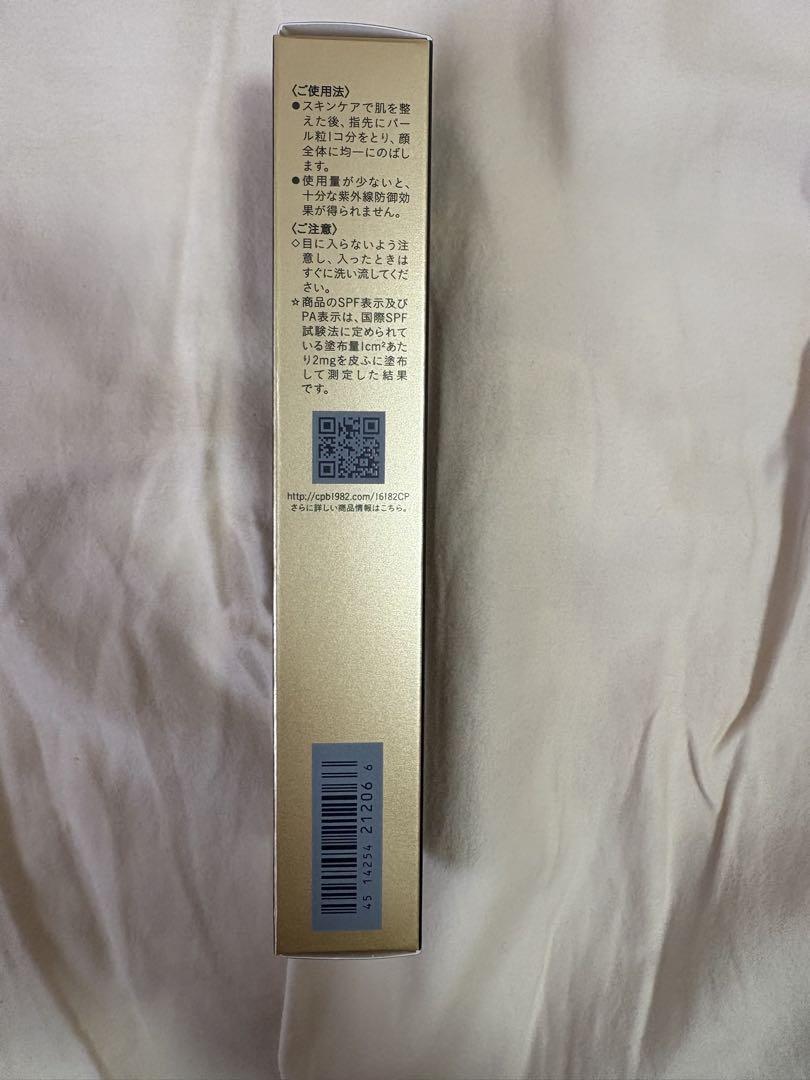 〈ご使用法〉
●スキンケアで肌を整
えた後、指先にパー
ル粒1コ分をとり、顔
全体に均一にのばし
ます。
●使用量が少ないと、
十分な紫外線防御効
果が得られません。
〈ご注意〉
◇目に入らないよう注
意し、入ったときは
すぐに洗い流してくだ
さい。
☆商品のSPF表示及び
PA表示は、国際SPF
試験法に定められて
いる塗布量1cm²あた
り2mgを皮ふに塗布
して測定した結果
です。
http://cpb1982.com/16182CP
さらに詳しい商品情報はこちら。
45 14254 21206 6